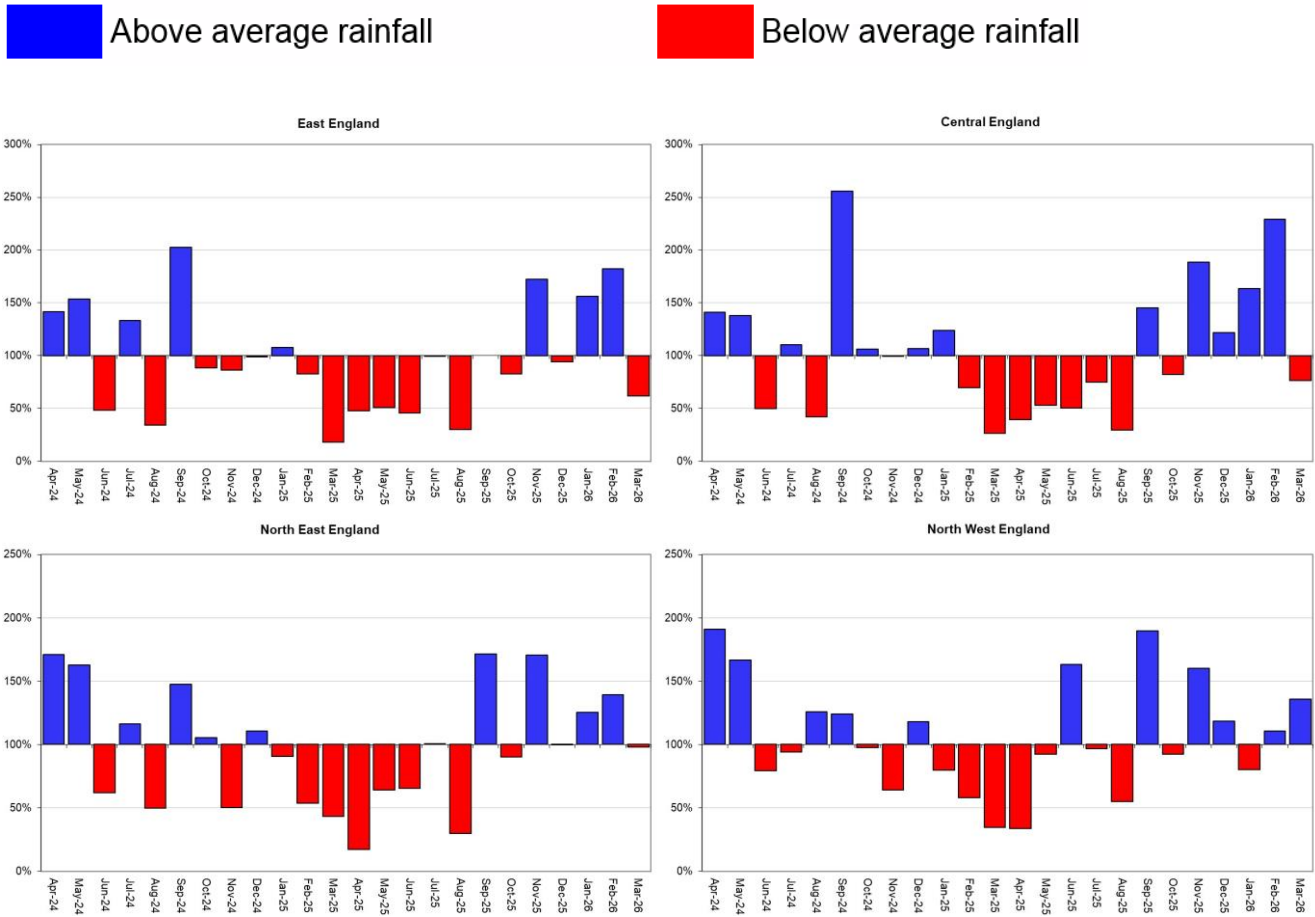 Above average rainfall
Below average rainfall
East England
300%
250%
200%
150%
100%
50%
0%
Apr-24
May-24
Jun-24
Jul-24
Aug-24
Sep-24
Oct-24
Nov-24
Dec-24
Jan-25
Feb-25
Mar-25
Apr-25
May-25
Jun-25
Jul-25
Aug-25
Sep-25
Oct-25
Nov-25
Dec-25
Jan-26
Feb-26
Mar-26
Central England
300%
250%
200%
150%
100%
50%
0%
Apr-24
May-24
Jun-24
Jul-24
Aug-24
Sep-24
Oct-24
Nov-24
Dec-24
Jan-25
Feb-25
Mar-25
Apr-25
May-25
Jun-25
Jul-25
Aug-25
Sep-25
Oct-25
Nov-25
Dec-25
Jan-26
Feb-26
Mar-26
North East England
250%
200%
150%
100%
50%
0%
Apr-24
May-24
Jun-24
Jul-24
Aug-24
Sep-24
Oct-24
Nov-24
Dec-24
Jan-25
Feb-25
Mar-25
Apr-25
May-25
Jun-25
Jul-25
Aug-25
Sep-25
Oct-25
Nov-25
Dec-25
Jan-26
Feb-26
Mar-26
North West England
250%
200%
150%
100%
50%
0%
Apr-24
May-24
Jun-24
Jul-24
Aug-24
Sep-24
Oct-24
Nov-24
Dec-24
Jan-25
Feb-25
Mar-25
Apr-25
May-25
Jun-25
Jul-25
Aug-25
Sep-25
Oct-25
Nov-25
Dec-25
Jan-26
Feb-26
Mar-26